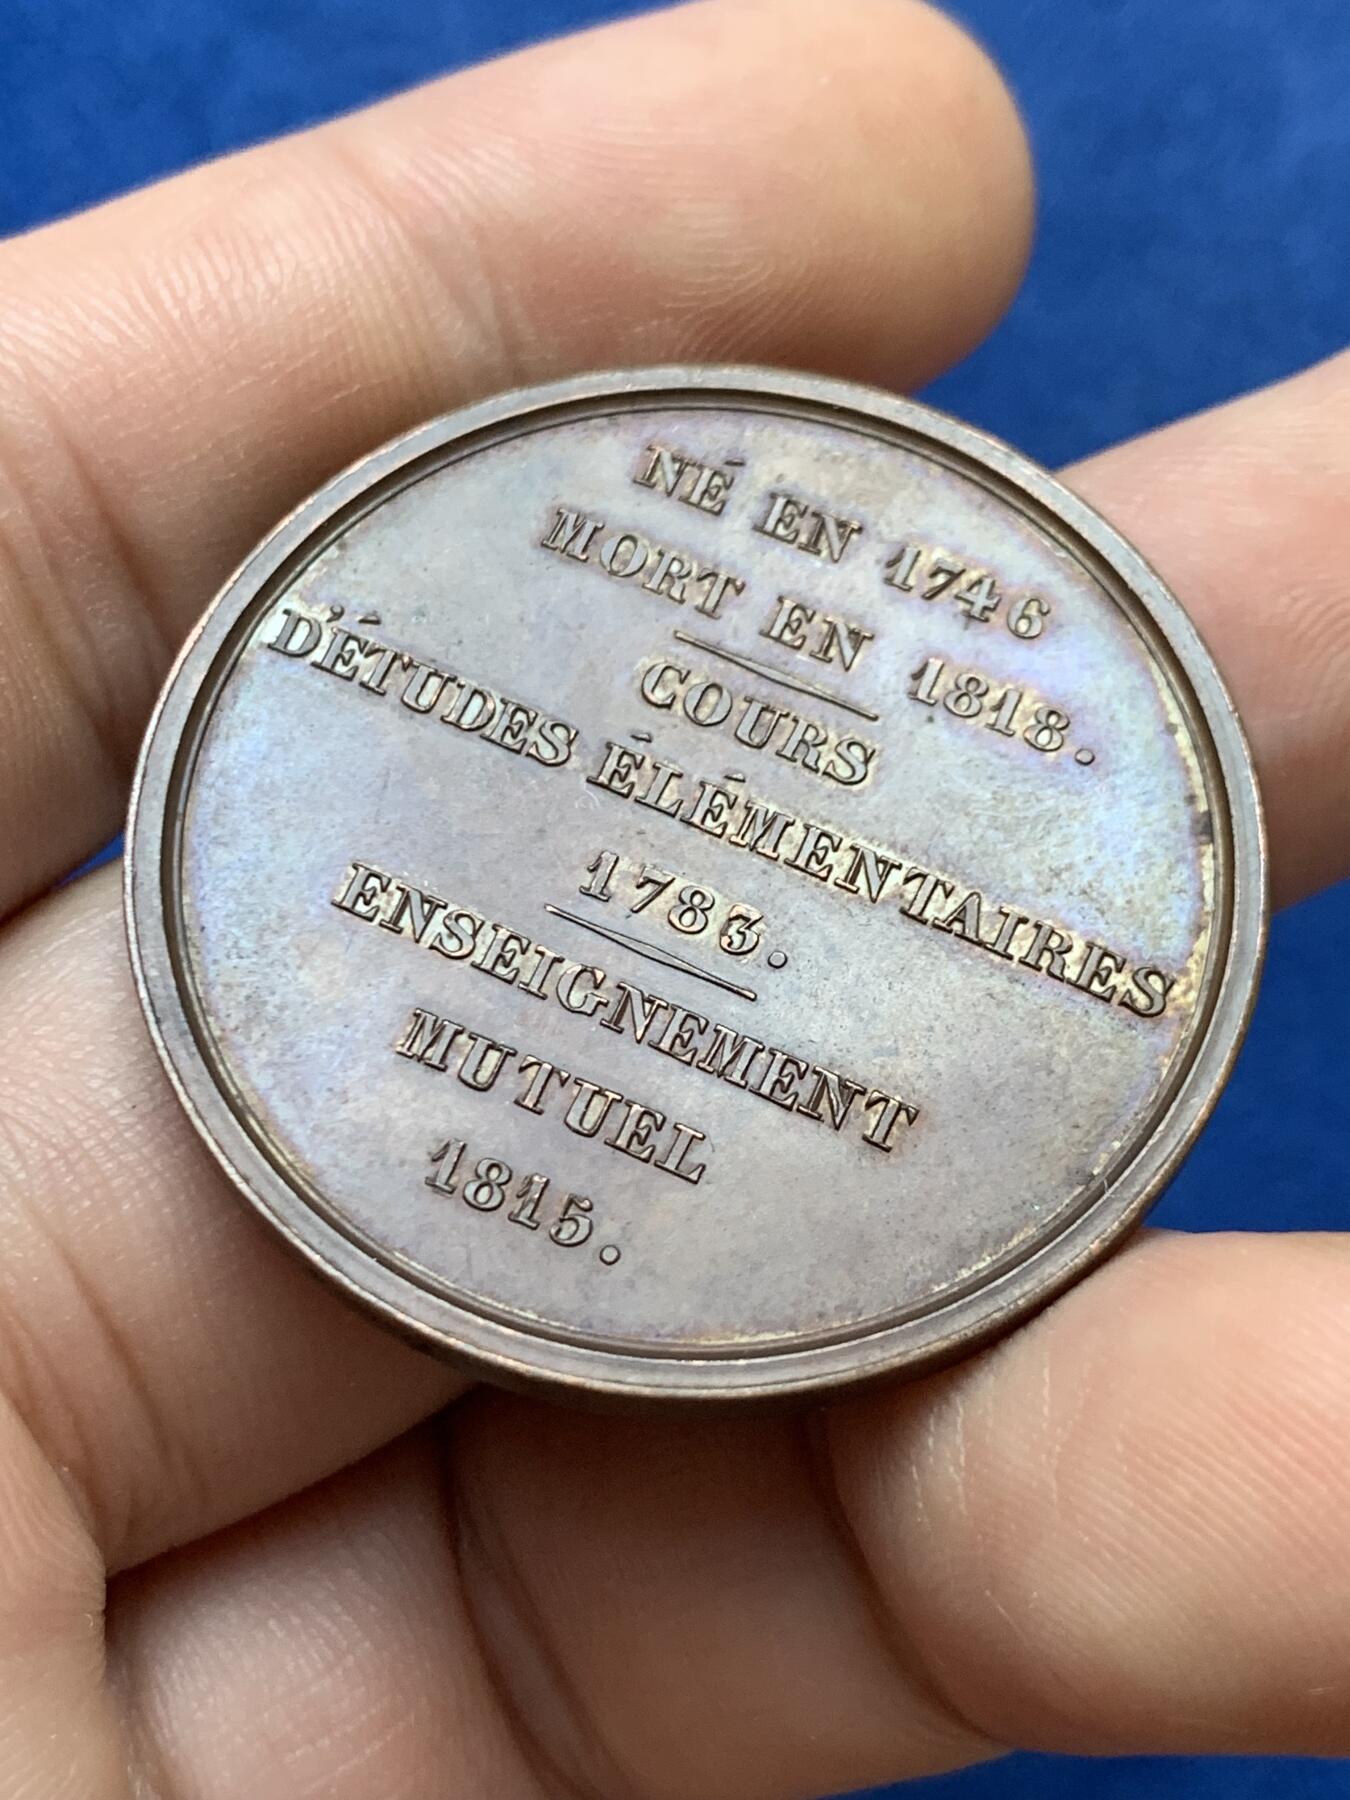 NÉ EN 1746
MORT EN 1818.
COURS
D'ÉTUDES ÉLÉMENTAIRES
1783.
ENSEIGNEMENT
MUTUEL
1815.